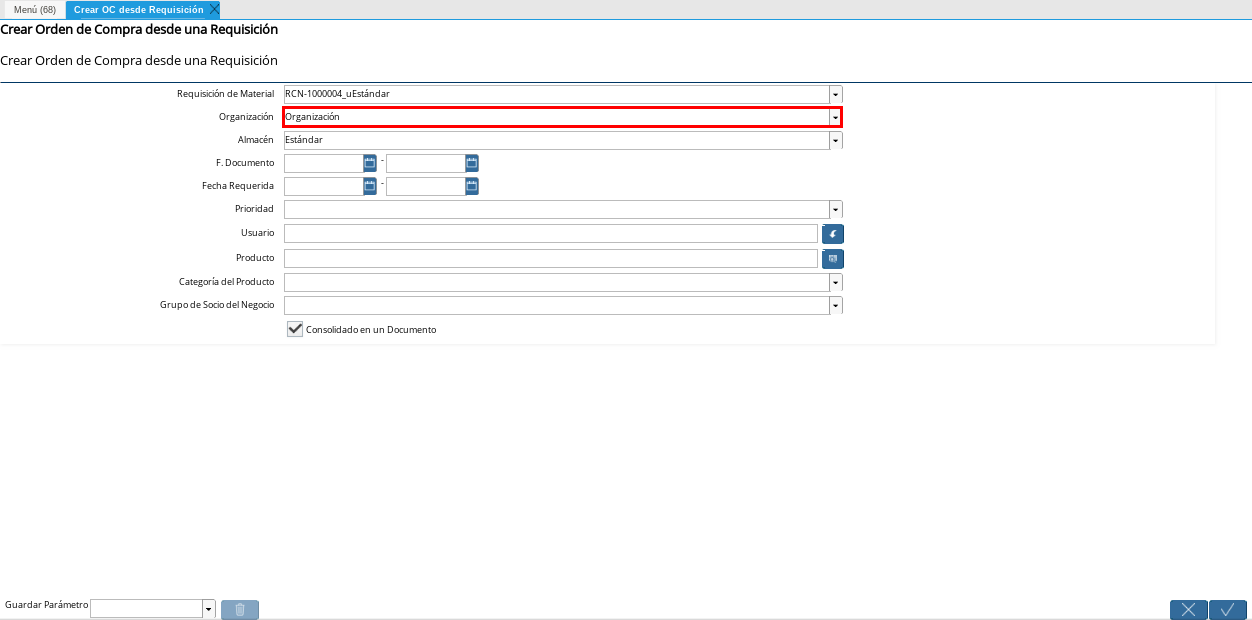 Menú (68)
Crear OC desde Requisición
Crear Orden de Compra desde una Requisición
Crear Orden de Compra desde una Requisición
Requisición de Material RCN-1000004_uEstándar
Organización Organización
Almacén Estándar
F. Documento -
Fecha Requerida -
Prioridad
Usuario
Producto
Categoría del Producto
Grupo de Socio del Negocio
Consolidado en un Documento
Guardar Parámetro